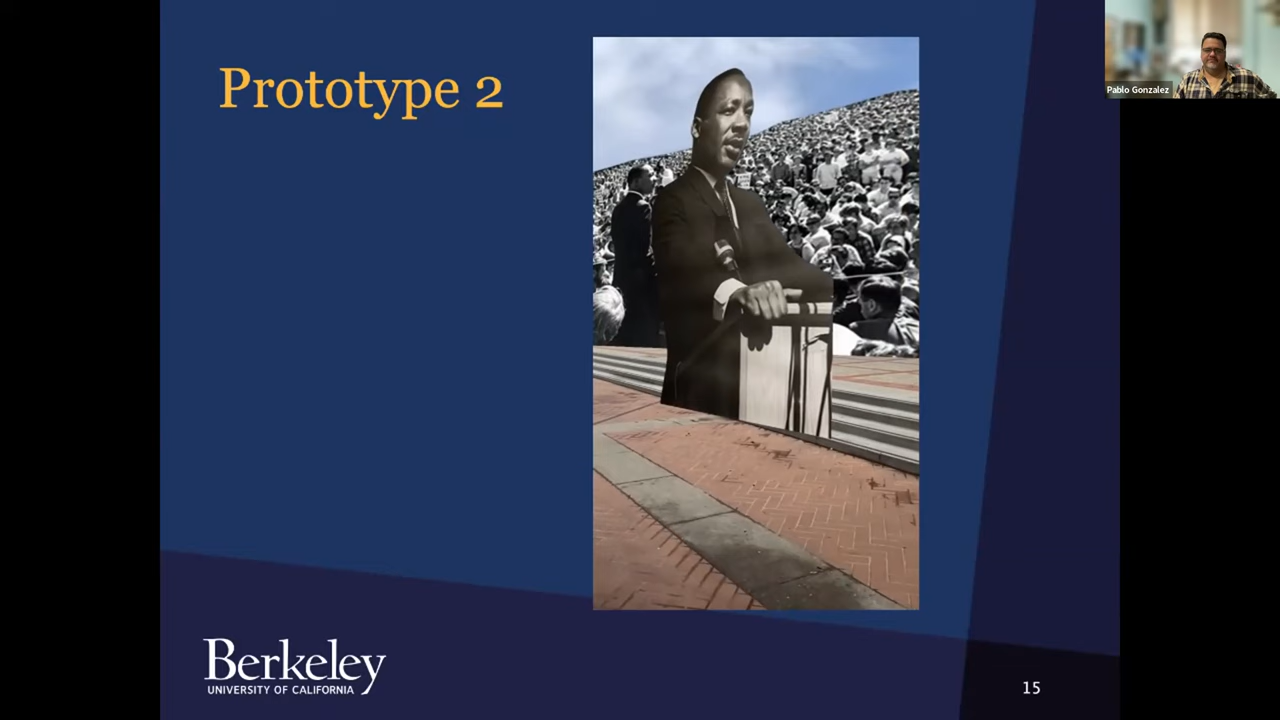 Prototype 2
Pablo Gonzalez
Berkeley
UNIVERSITY OF CALIFORNIA
15